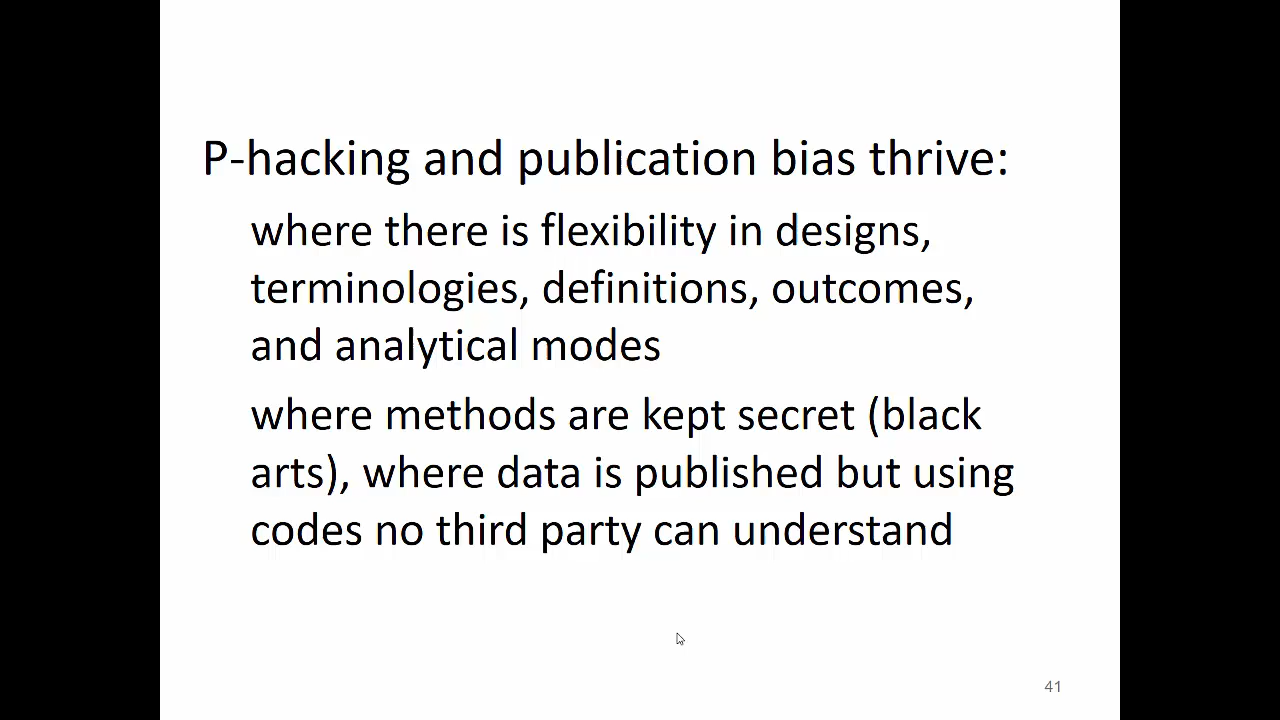 P-hacking and publication bias thrive:
where there is flexibility in designs,
terminologies, definitions, outcomes,
and analytical modes
where methods are kept secret (black
arts), where data is published but using
codes no third party can understand
41